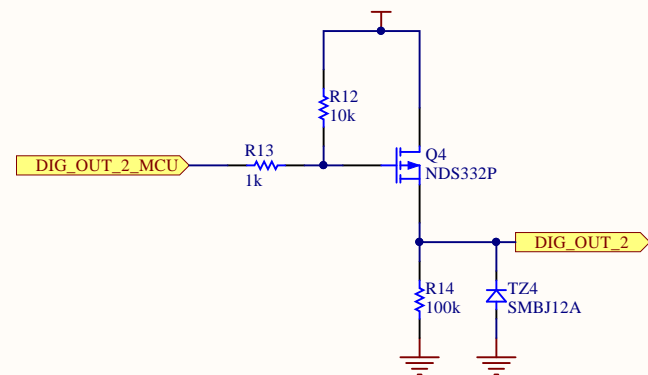 R12
10k
R13
DIG_OUT_2_MCU
1k
Q4
NDS332P
DIG_OUT_2
R14
100k
TZ4
SMBJ12A